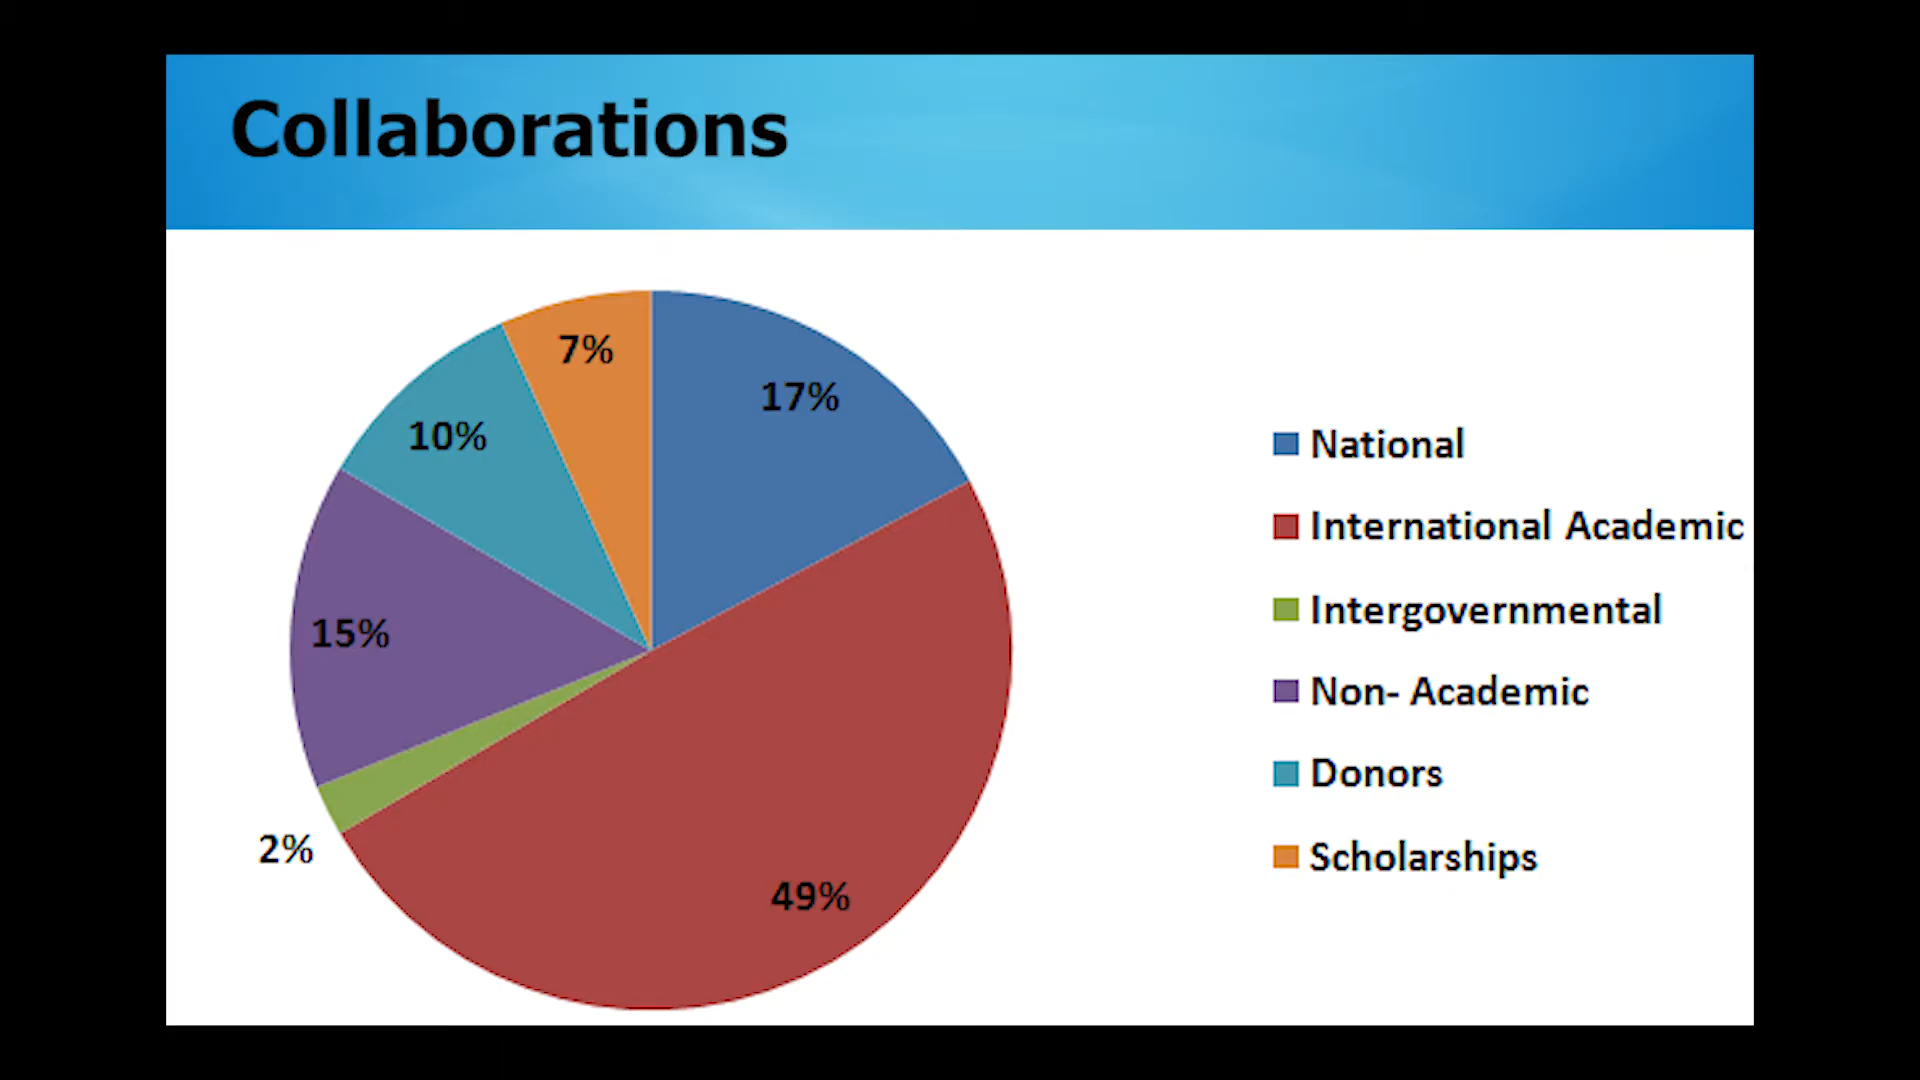 Collaborations
7%
17%
10%
15%
2%
49%
National
International Academic
Intergovernmental
Non- Academic
Donors
Scholarships